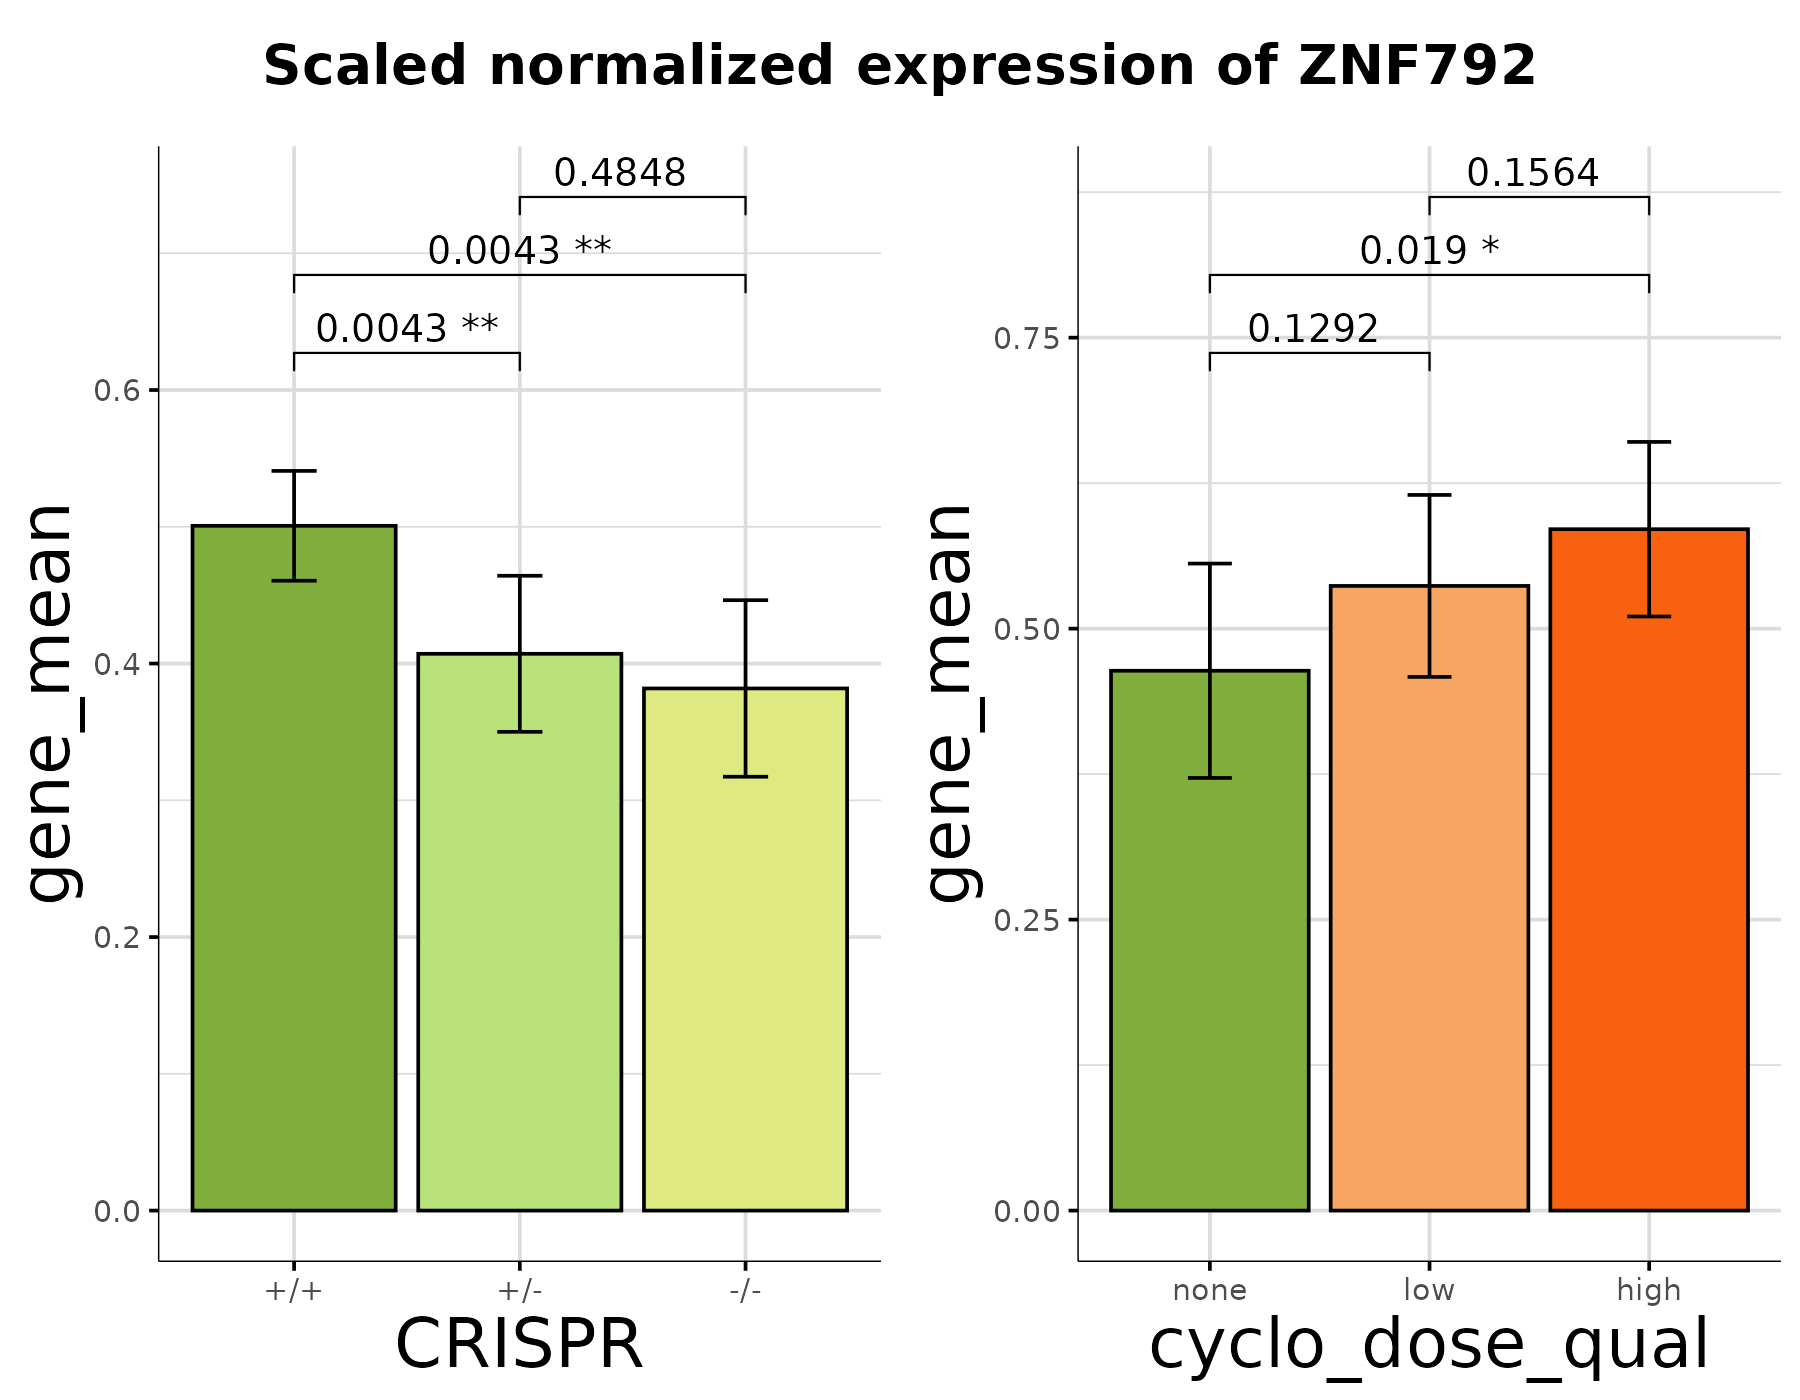 Scaled normalized expression of ZNF792
0.4848
0.0043 **
0.0043 **
0.6
0.4
0.2
0.0
gene_mean
+/+
+/-
-/-
CRISPR
0.1564
0.019 *
0.1292
0.75
0.50
0.25
0.00
gene_mean
none
low
high
cyclo_dose_qual